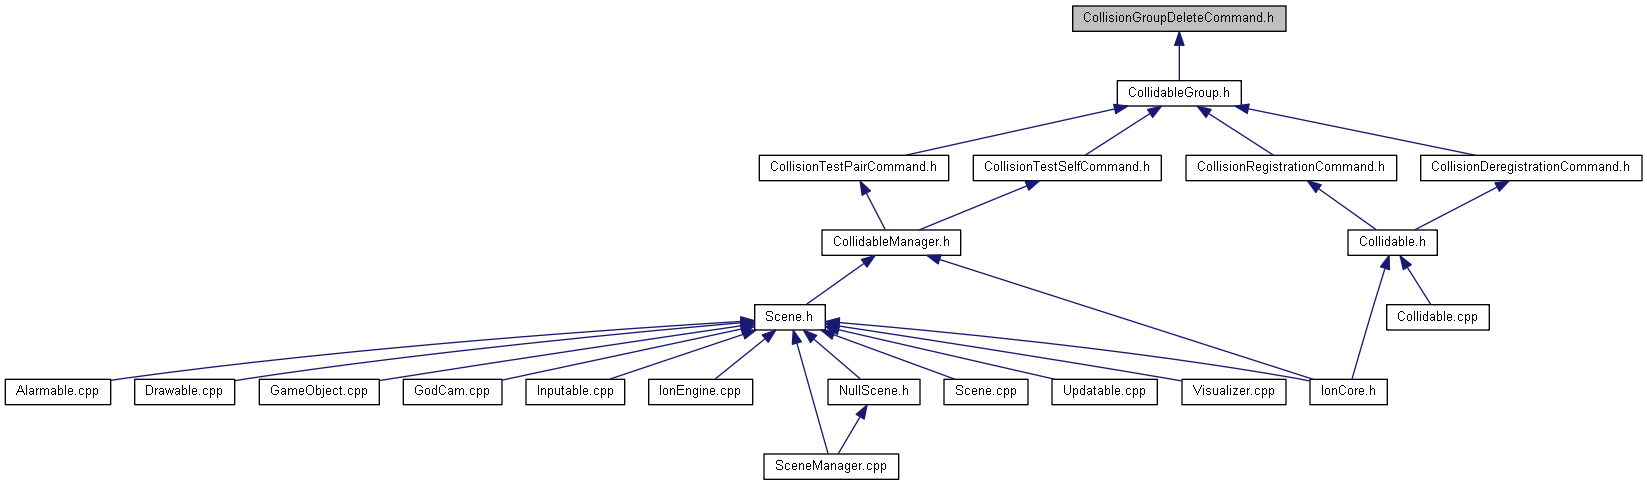 CollisionGroupDeleteCommand.h
CollidableGroup.h
CollisionTestPairCommand.h
CollisionTestSelfCommand.h
CollisionRegistrationCommand.h
CollisionDeregistrationCommand.h
CollidableManager.h
Collidable.h
Scene.h
Collidable.cpp
Alarmable.cpp
Drawable.cpp
GameObject.cpp
GodCam.cpp
Inputable.cpp
IonEngine.cpp
NullScene.h
Scene.cpp
Updatable.cpp
Visualizer.cpp
IonCore.h
SceneManager.cpp